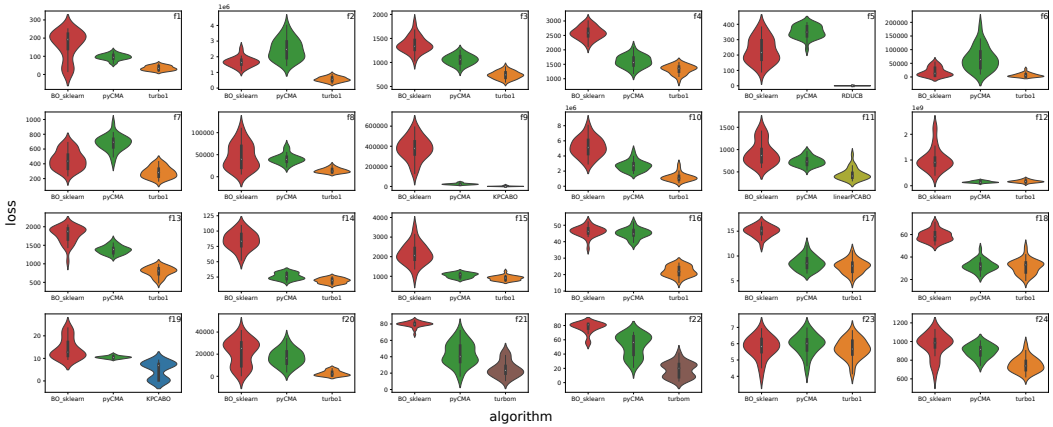 f1
300
200
100
0
BO_sklearn pyCMA turbo1
1e6
f2
6
5
4
3
2
1
0
BO_sklearn pyCMA turbo1
f3
2000
1500
1000
500
BO_sklearn pyCMA turbo1
f4
3000
2500
2000
1500
1000
BO_sklearn pyCMA turbo1
f5
400
200
0
BO_sklearn pyCMA RDUCB
f6
200000
150000
100000
50000
0
BO_sklearn pyCMA turbo1
f7
1000
800
600
400
200
BO_sklearn pyCMA turbo1
f8
100000
50000
0
BO_sklearn pyCMA turbo1
f9
600000
400000
200000
0
BO_sklearn pyCMA KPCABO
1e6
f10
8
6
4
2
0
BO_sklearn pyCMA turbo1
f11
1500
1000
500
BO_sklearn pyCMA linearPCABO
1e9
f12
2
1
0
BO_sklearn pyCMA turbo1
loss
f13
2000
1500
1000
500
BO_sklearn pyCMA turbo1
f14
125
100
75
50
25
0
BO_sklearn pyCMA turbo1
f15
4000
3000
2000
1000
0
BO_sklearn pyCMA turbo1
f16
50
40
30
20
10
BO_sklearn pyCMA turbo1
f17
15
10
5
BO_sklearn pyCMA turbo1
f18
60
40
20
BO_sklearn pyCMA turbo1
f19
20
10
0
BO_sklearn pyCMA KPCABO
f20
40000
20000
0
BO_sklearn pyCMA turbo1
f21
80
60
40
20
0
BO_sklearn pyCMA turbom
f22
80
60
40
20
0
BO_sklearn pyCMA turbom
f23
7
6
5
4
BO_sklearn pyCMA turbo1
f24
1000
800
600
BO_sklearn pyCMA turbo1
algorithm